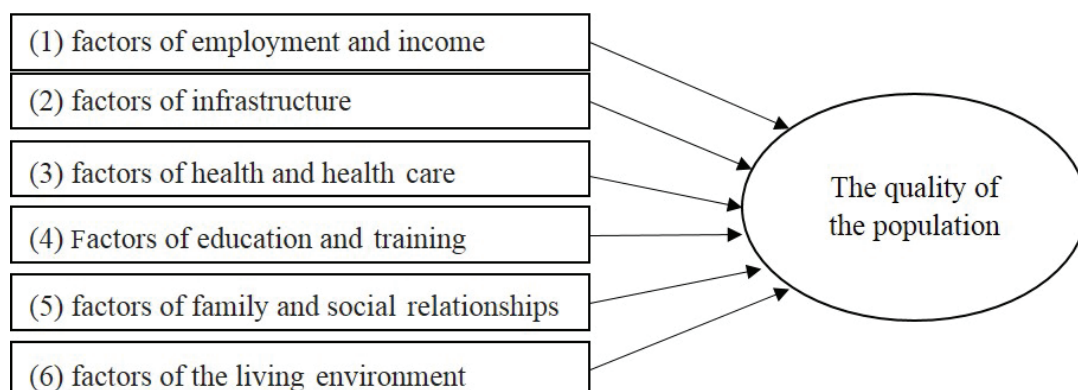 (1) factors of employment and income
(2) factors of infrastructure
(3) factors of health and health care
(4) Factors of education and training
(5) factors of family and social relationships
(6) factors of the living environment
The quality of
the population